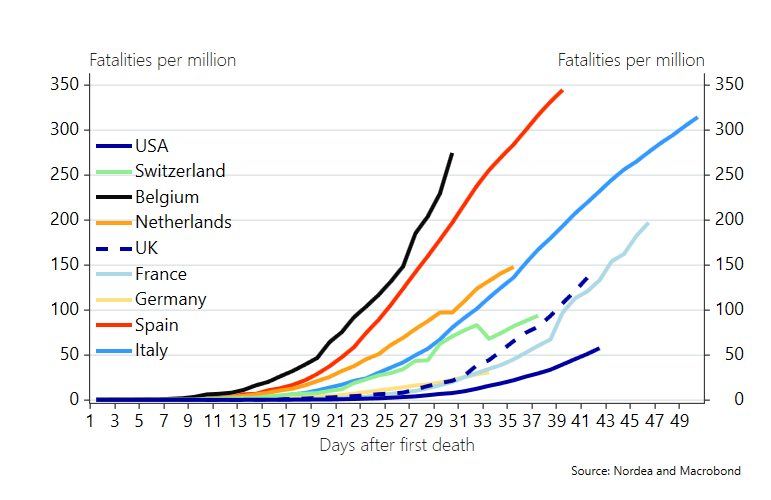 Fatalities per million Fatalities per million
350 350
300 300
250 250
200 200
150 150
100 100
50 50
0 0
USA
Switzerland
Belgium
Netherlands
UK
France
Germany
Spain
Italy
1 3 5 7 9 11 13 15 17 19 21 23 25 27 29 31 33 35 37 39 41 43 45 47 49
Days after first death
Source: Nordea and Macrobond